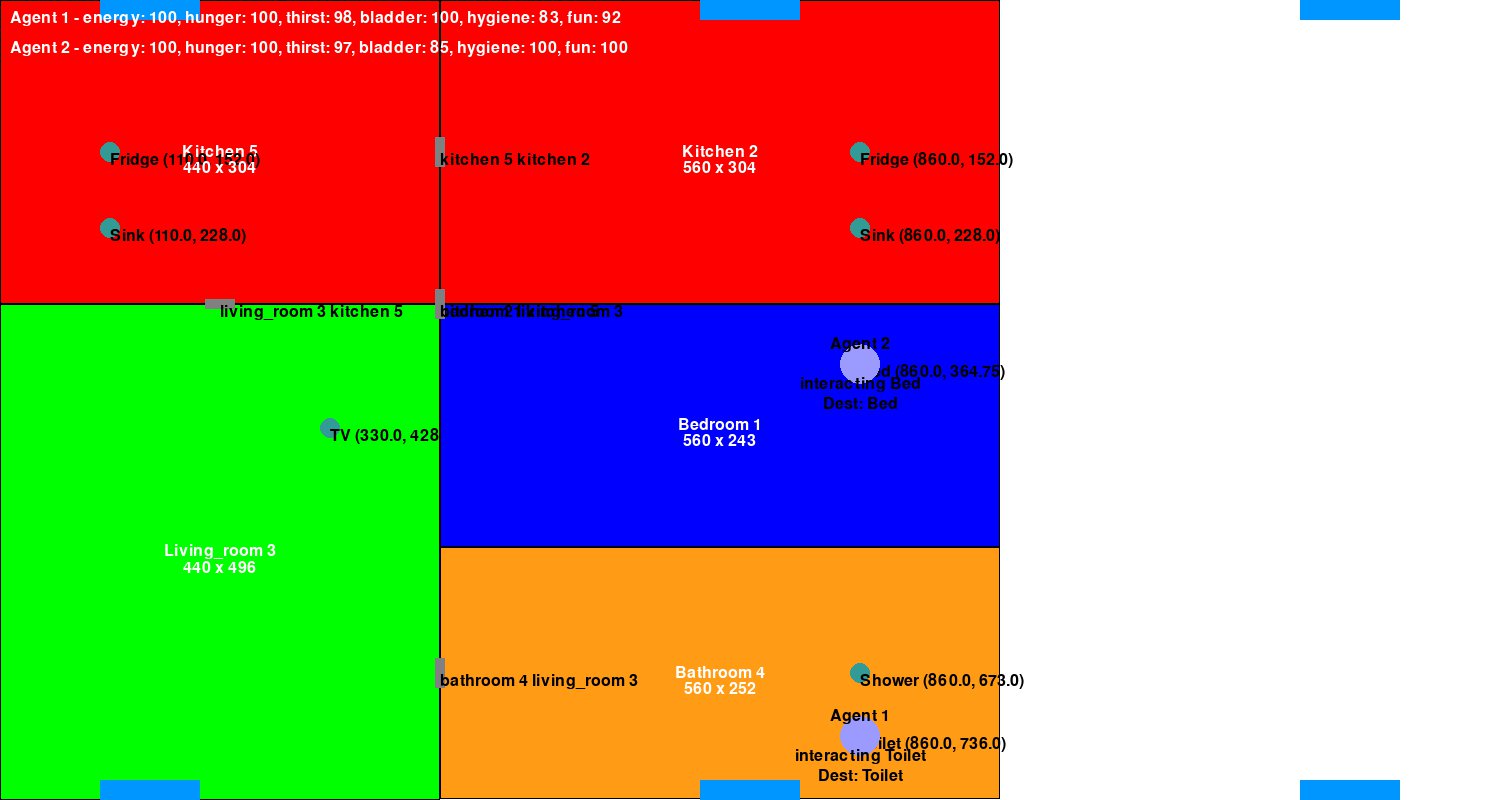 Agent 1 - energy: 100, hunger: 100, thirst: 98, bladder: 100, hygiene: 83, fun: 92
Agent 2 - energy: 100, hunger: 100, thirst: 97, bladder: 85, hygiene: 100, fun: 100
Kitchen 5
Fridge (110.0, 152.0)
440 x 304
kitchen 5 kitchen 2
Kitchen 2
560 x 304
Fridge (860.0, 152.0)
Sink (110.0, 228.0)
Sink (860.0, 228.0)
living_room 3 kitchen 5
Agent 2
(860.0, 364.75)
interacting Bed
Dest: Bed
TV (330.0, 428
Bedroom 1
560 x 243
Living_room 3
440 x 496
bathroom 4 living_room 3
Bathroom 4
560 x 252
Shower (860.0, 673.0)
Agent 1
(860.0, 736.0)
interacting Toilet
Dest: Toilet